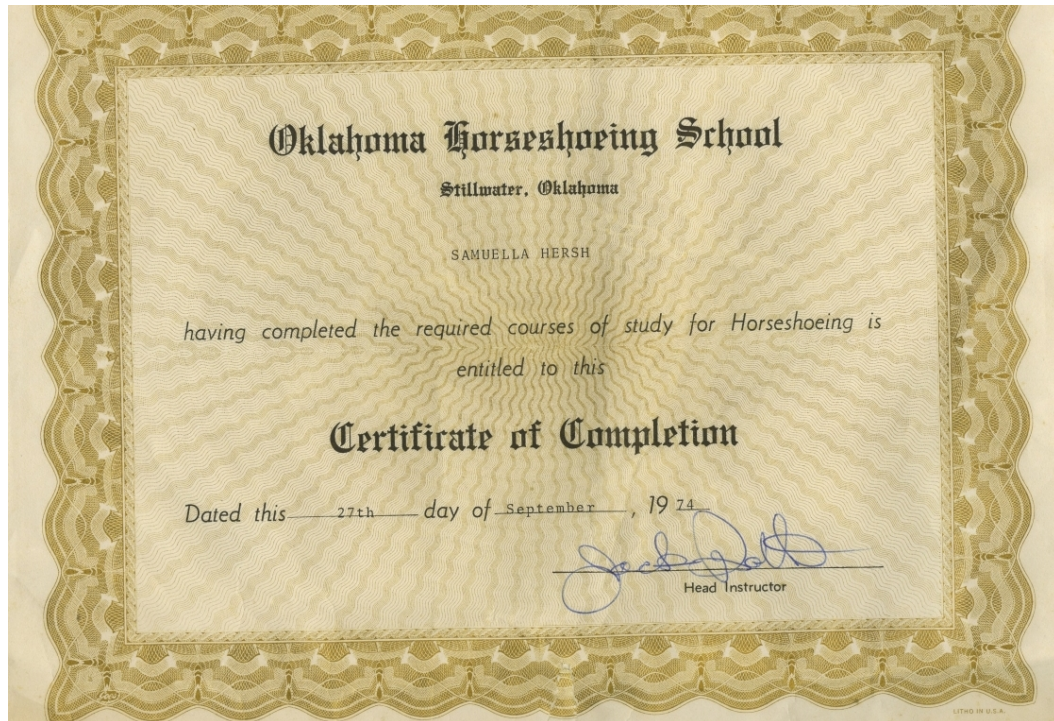 Oklahoma Horseshoeing School
Stillwater, Oklahoma
SAMUELLA HERSH
having completed the required courses of study for Horseshoeing is
entitled to this
Certificate of Completion
Dated this 27th day of September, 19 74
Jack
Head Instructor
LITHO IN U.S.A.